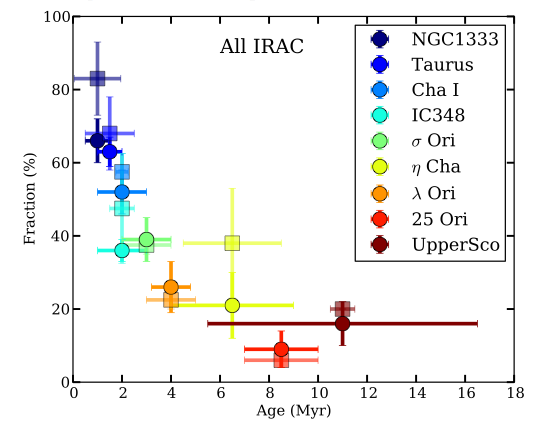 All IRAC
NGC1333
Taurus
Cha I
IC348
σ Ori
η Cha
λ Ori
25 Ori
UpperSco
Fraction (%)
100
80
60
40
20
0
0 2 4 6 8 10 12 14 16 18
Age (Myr)